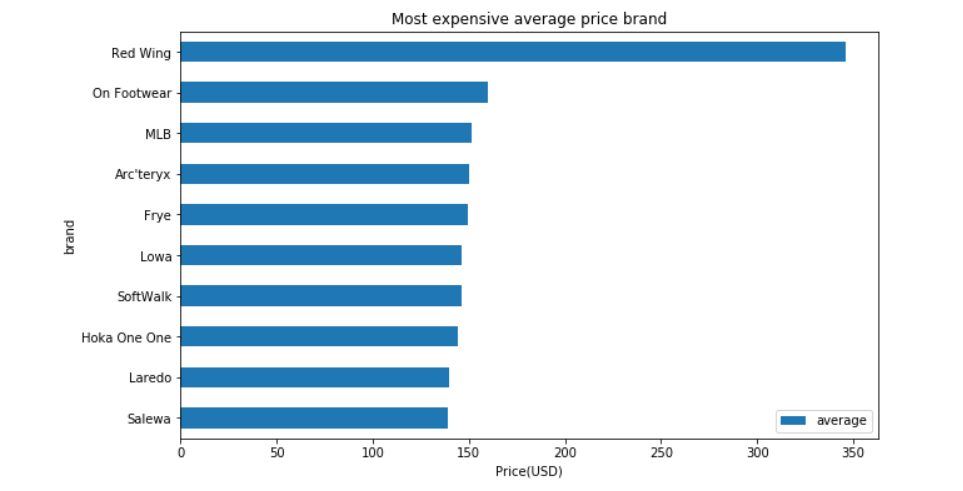 Most expensive average price brand
Red Wing
On Footwear
MLB
Arc'teryx
Frye
Lowa
SoftWalk
Hoka One One
Laredo
Salewa
brand
average
0 50 100 150 200 250 300 350
Price(USD)